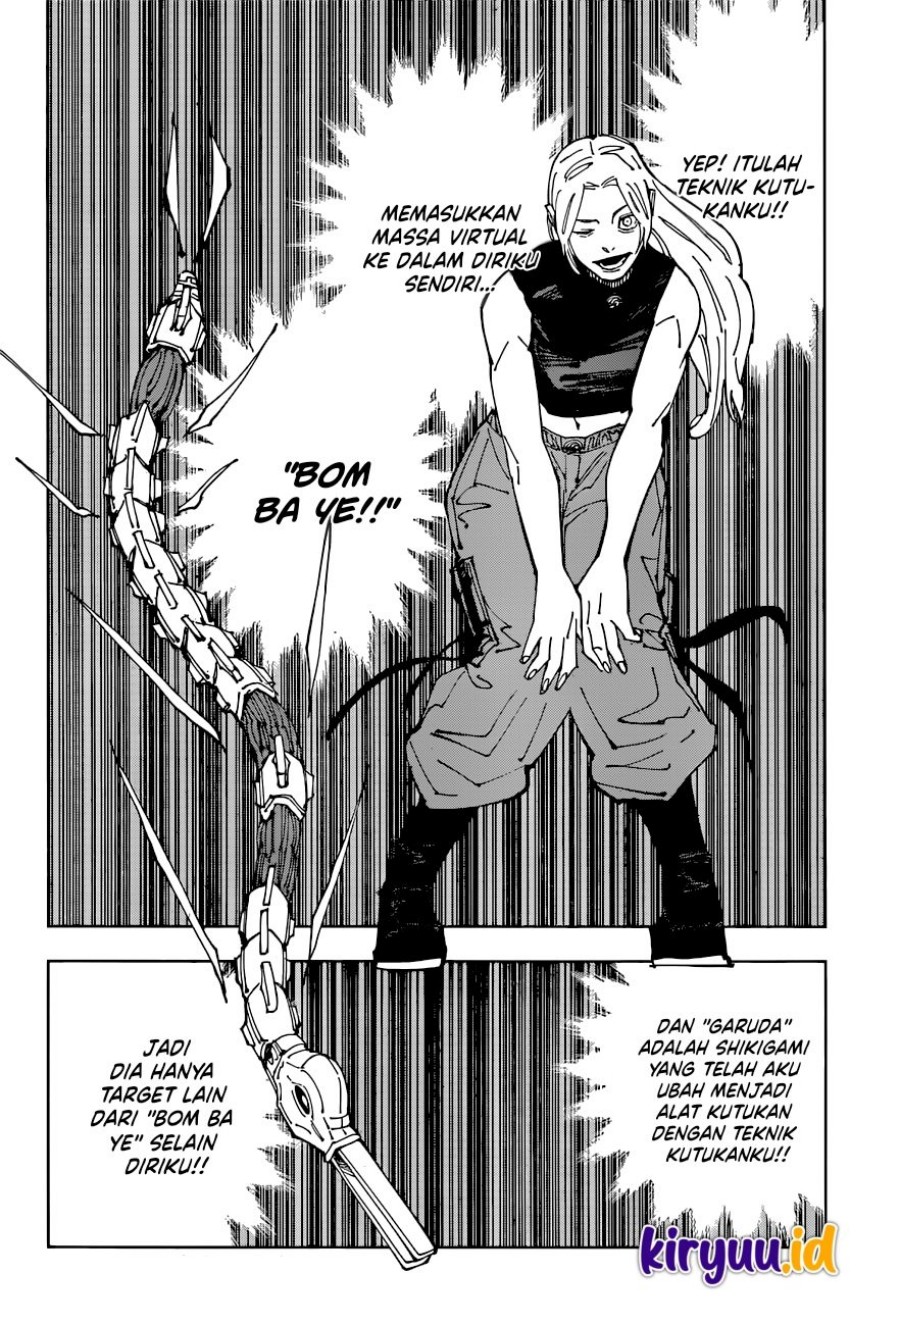 YEP! ITULAH
TEKNIK KUTU-
KANKU!!
MEMASUKKAN
MASSA VIRTUAL
KE DALAM DIRIKU
SENDIRI...
"BOM
BA YE!!"
DAN "GARUDA"
ADALAH SHIKIGAMI
YANG TELAH AKU
UBAH MENJADI
ALAT KUTUKAN
DENGAN TEKNIK
KUTUKANKU!!
JADI
DIA HANYA
TARGET LAIN
DARI "BOM BA
YE" SELAIN
DIRIKU!!
kiryuu.id